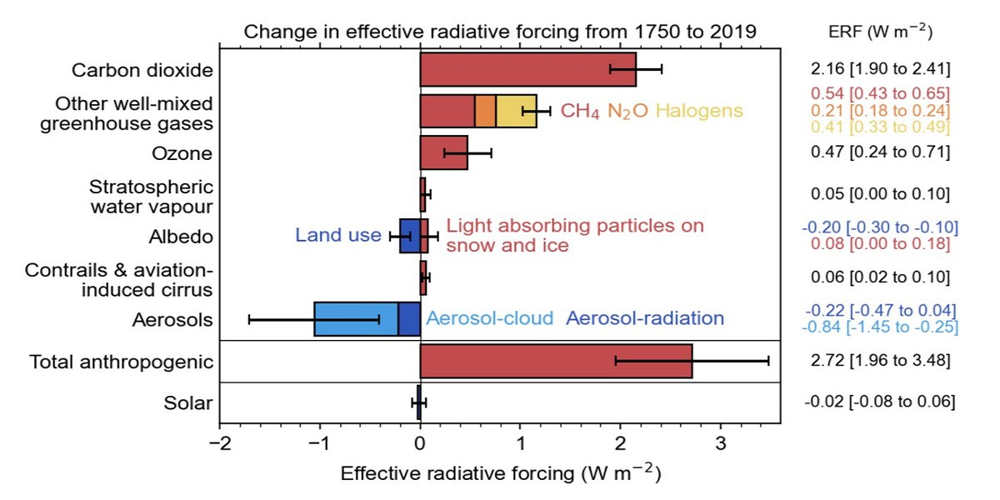 Change in effective radiative forcing from 1750 to 2019
ERF (W m⁻²)
Carbon dioxide
2.16 [1.90 to 2.41]
Other well-mixed
greenhouse gases
CH₄ N₂O Halogens
0.54 [0.43 to 0.65]
0.21 [0.18 to 0.24]
0.41 [0.33 to 0.49]
Ozone
0.47 [0.24 to 0.71]
Stratospheric
water vapour
0.05 [0.00 to 0.10]
Albedo
Land use
Light absorbing particles on
snow and ice
-0.20 [-0.30 to -0.10]
0.08 [0.00 to 0.18]
Contrails & aviation-
induced cirrus
0.06 [0.02 to 0.10]
Aerosols
Aerosol-cloud Aerosol-radiation
-0.22 [-0.47 to 0.04]
-0.84 [-1.45 to -0.25]
Total anthropogenic
2.72 [1.96 to 3.48]
Solar
-0.02 [-0.08 to 0.06]
−2 −1 0 1 2 3
Effective radiative forcing (W m⁻²)